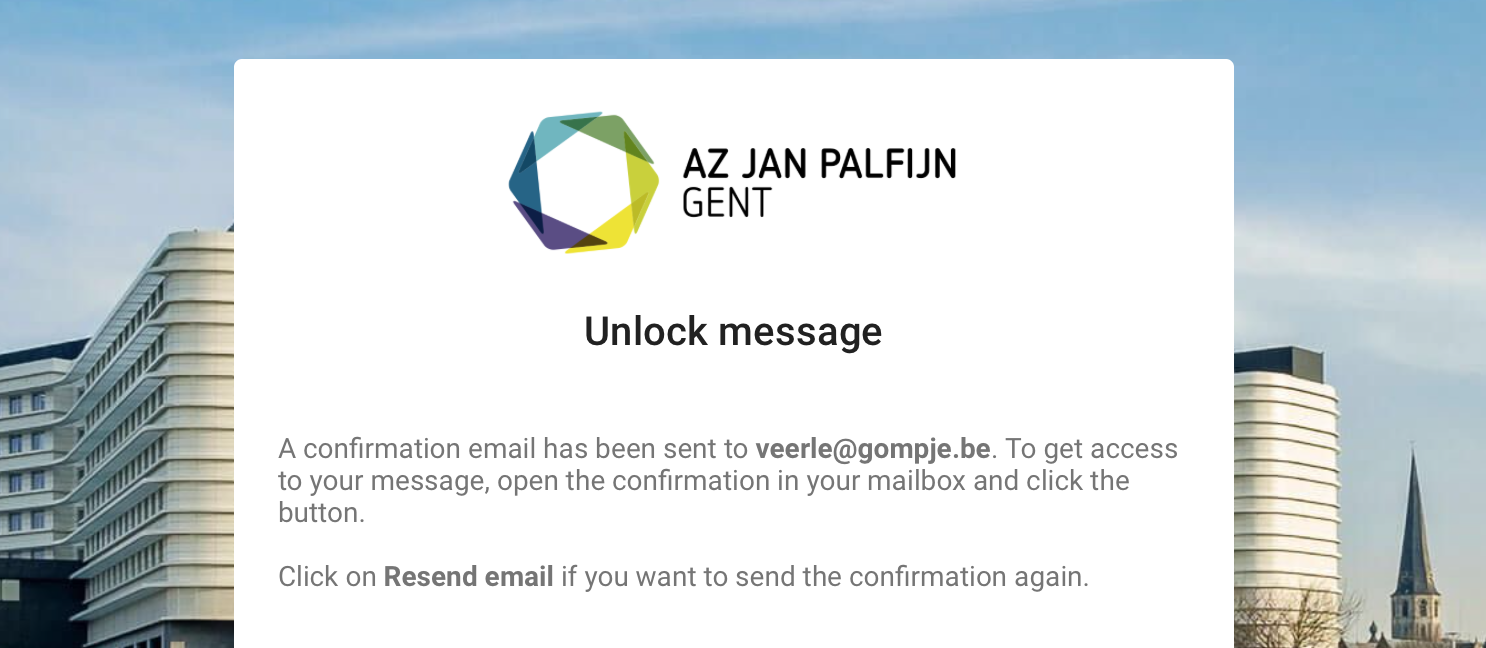 AZ JAN PALFIJN
GENT
Unlock message
A confirmation email has been sent to veerle@gompje.be. To get access
to your message, open the confirmation in your mailbox and click the
button.
Click on Resend email if you want to send the confirmation again.